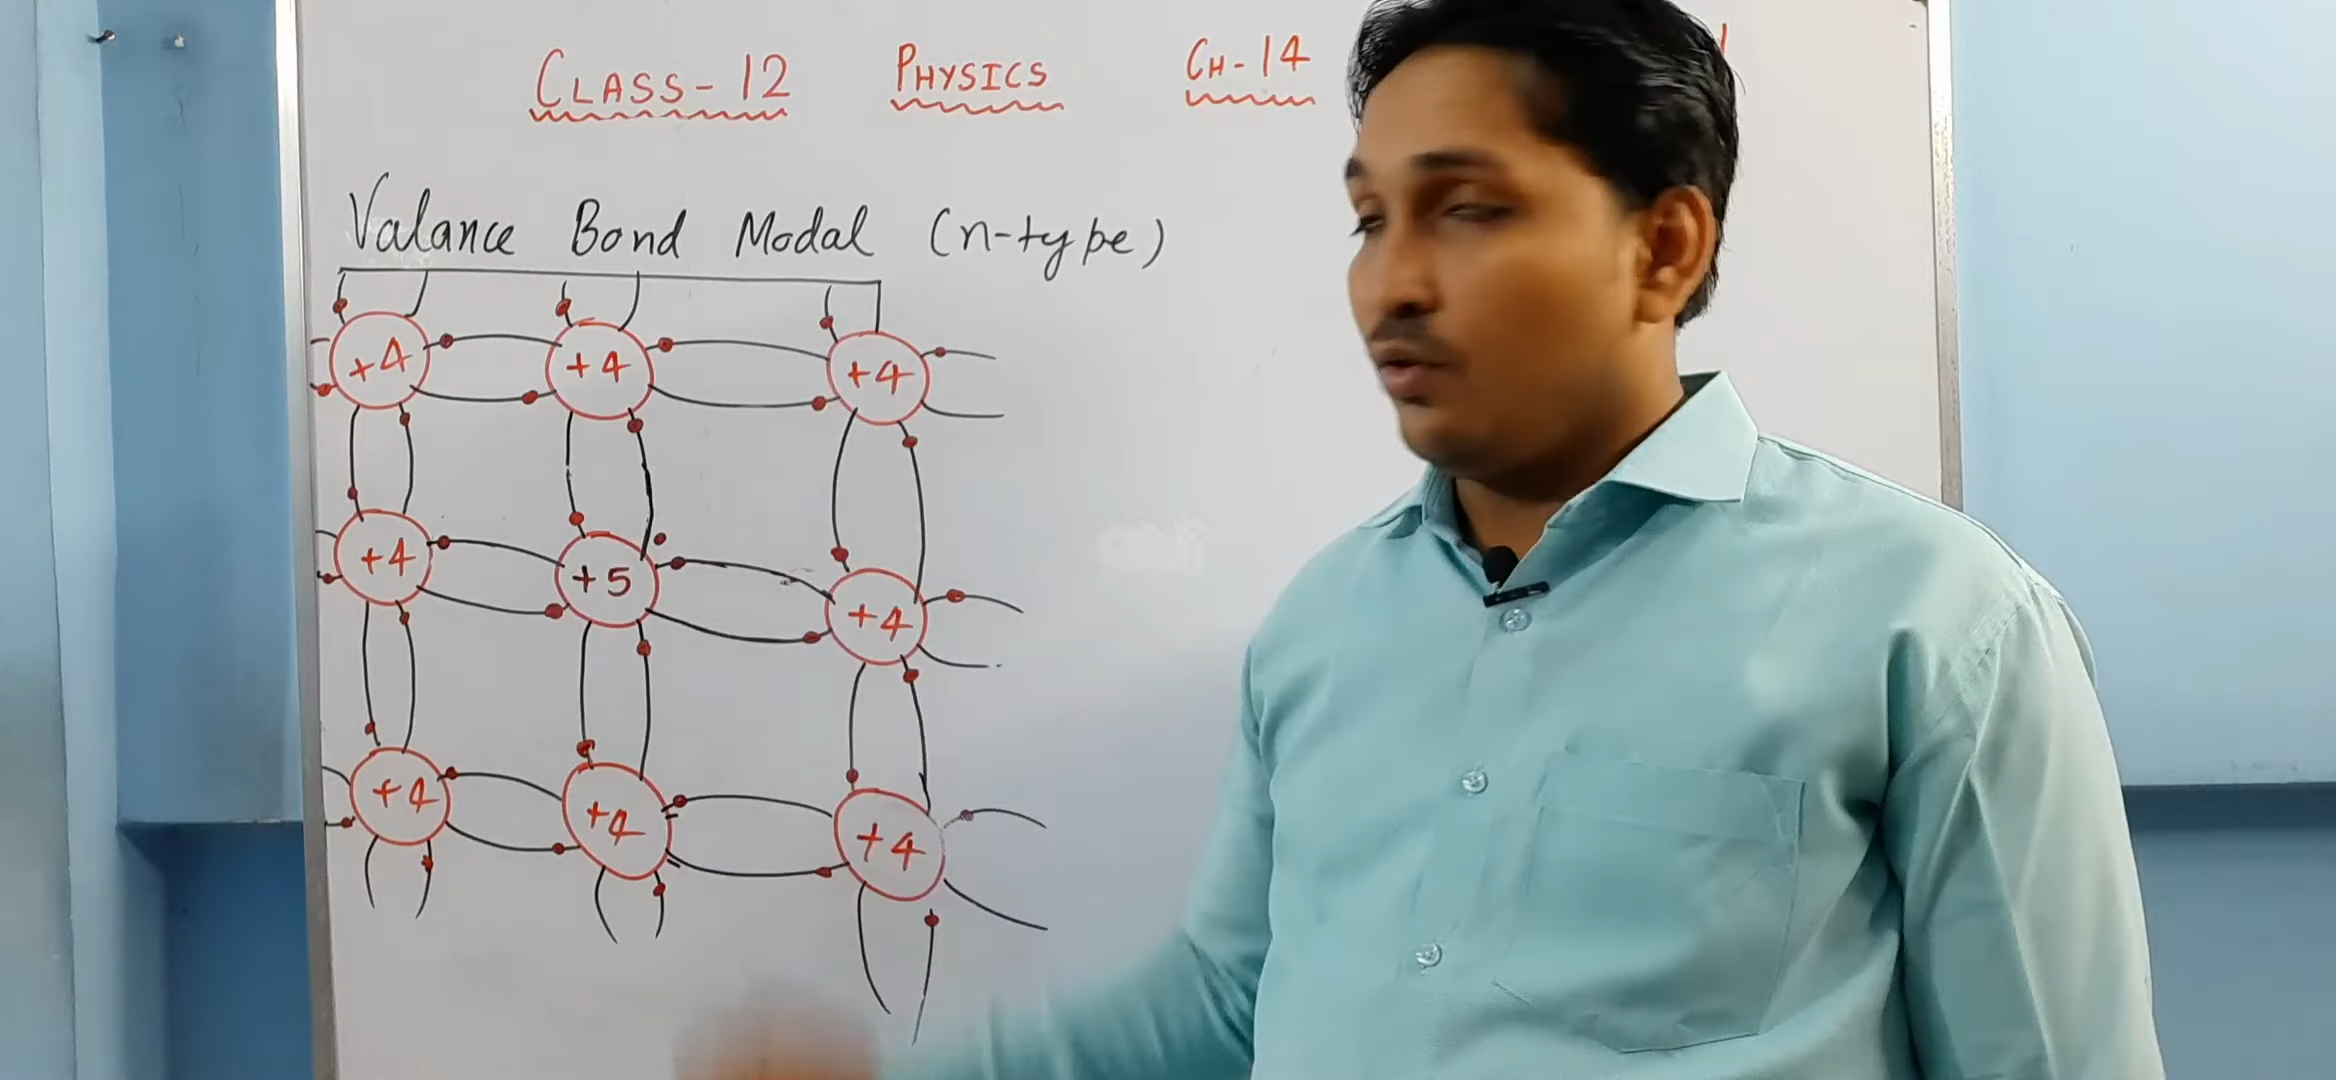 CLASS-12 PHYSICS CH-14
Valance Bond Modal (n-type)
+4 +4 +4
+4 +5 +4
+4 +4 +4